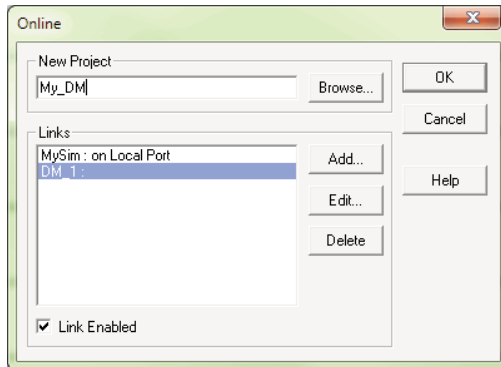 Online
New Project
My_DM
Browse...
OK
Cancel
Links
MySim : on Local Port
DM_1 :
Add...
Edit...
Delete
Help
Link Enabled